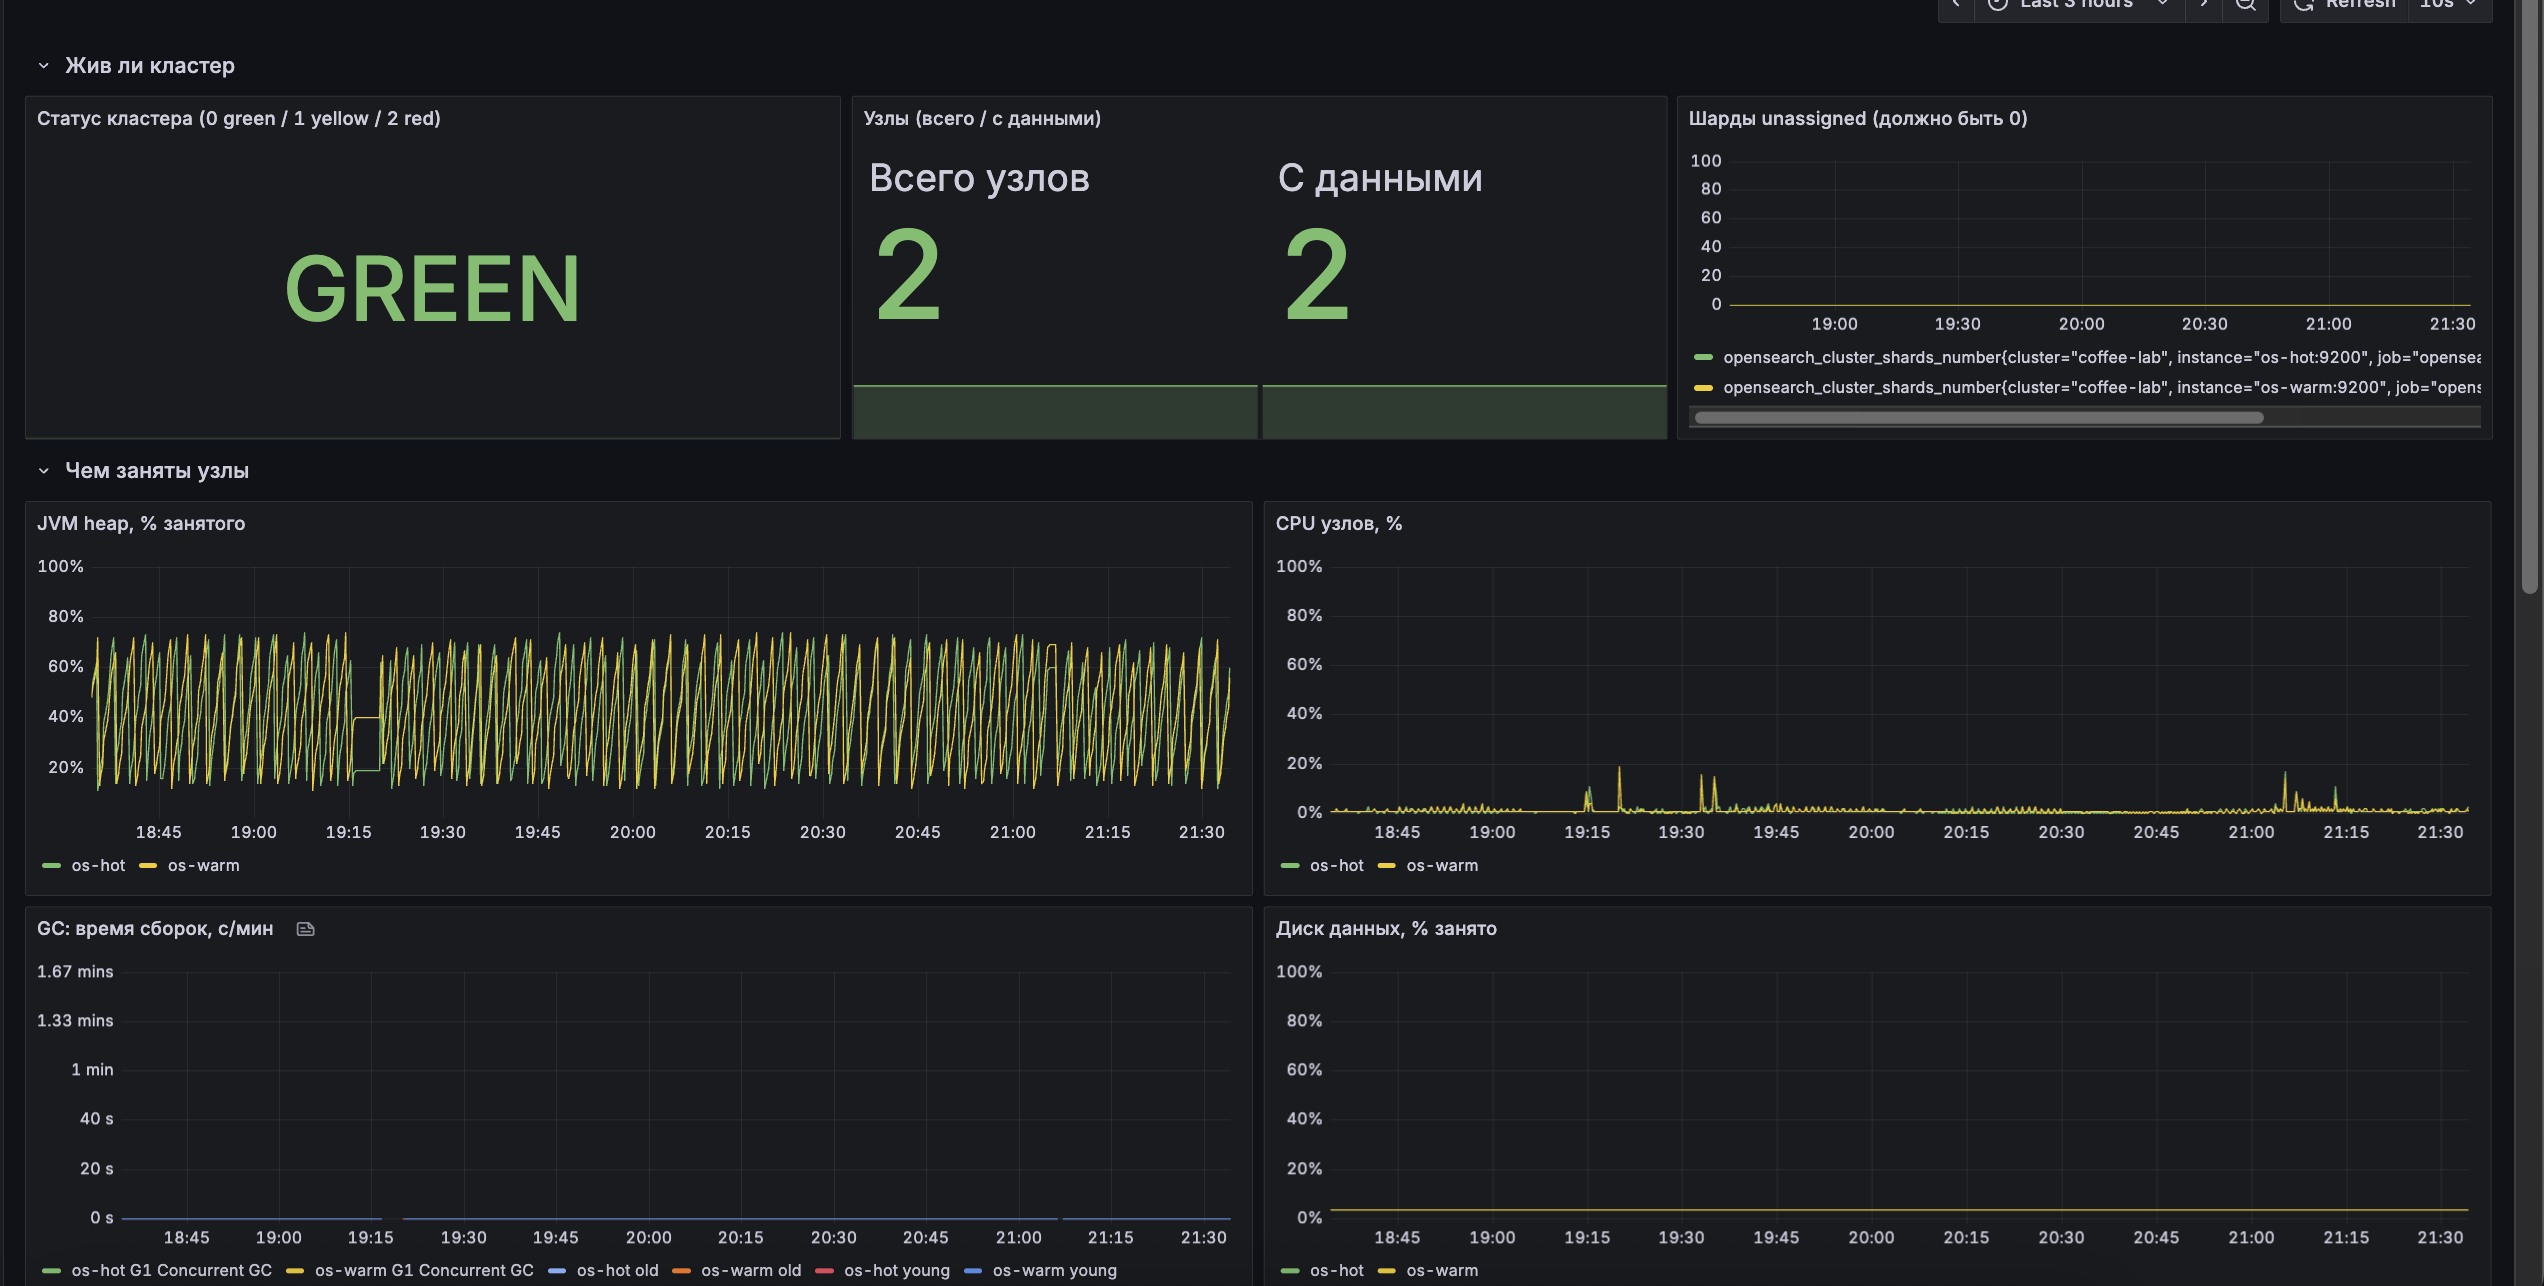 Last 3 hours Refresh 10s
Жив ли кластер
Статус кластера (0 green / 1 yellow / 2 red)
GREEN
Узлы (всего / с данными)
Всего узлов С данными
2 2
Шарды unassigned (должно быть 0)
100
80
60
40
20
0
19:00 19:30 20:00 20:30 21:00 21:30
opensearch_cluster_shards_number{cluster="coffee-lab", instance="os-hot:9200", job="opensea
opensearch_cluster_shards_number{cluster="coffee-lab", instance="os-warm:9200", job="opens
Чем заняты узлы
JVM heap, % занятого
100%
80%
60%
40%
20%
18:45 19:00 19:15 19:30 19:45 20:00 20:15 20:30 20:45 21:00 21:15 21:30
os-hot os-warm
CPU узлов, %
100%
80%
60%
40%
20%
0%
18:45 19:00 19:15 19:30 19:45 20:00 20:15 20:30 20:45 21:00 21:15 21:30
os-hot os-warm
GC: время сборок, с/мин
1.67 mins
1.33 mins
1 min
40 s
20 s
0 s
18:45 19:00 19:15 19:30 19:45 20:00 20:15 20:30 20:45 21:00 21:15 21:30
os-hot G1 Concurrent GC os-warm G1 Concurrent GC os-hot old os-warm old os-hot young os-warm young
Диск данных, % занято
100%
80%
60%
40%
20%
0%
18:45 19:00 19:15 19:30 19:45 20:00 20:15 20:30 20:45 21:00 21:15 21:30
os-hot os-warm